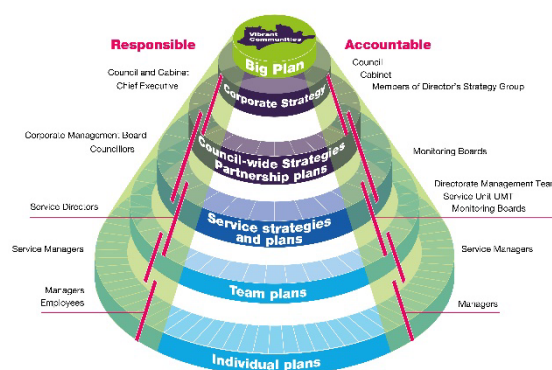 Vibrant
Communities
Big Plan
Responsible
Accountable
Council and Cabinet
Chief Executive
Council
Cabinet
Members of Director's Strategy Group
Corporate Strategy
Corporate Management Board
Councillors
Monitoring Boards
Council-wide Strategies
partnership plans
Directorate Management Team
Service Unit UMT
Monitoring Boards
Service Directors
Service strategies
and plans
Service Managers
Service Managers
Team plans
Managers
Employees
Managers
Individual plans